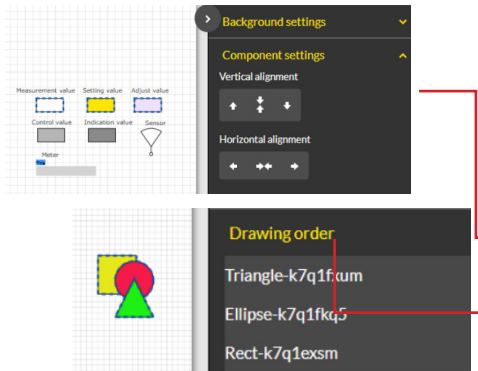 Background settings
Component settings
Vertical alignment
Horizontal alignment
Measurement value Setting value Adjust value
Control value Indication value Sensor
Meter
Drawing order
Triangle-k7q1fxum
Ellipse-k7q1fkq5
Rect-k7q1exsm